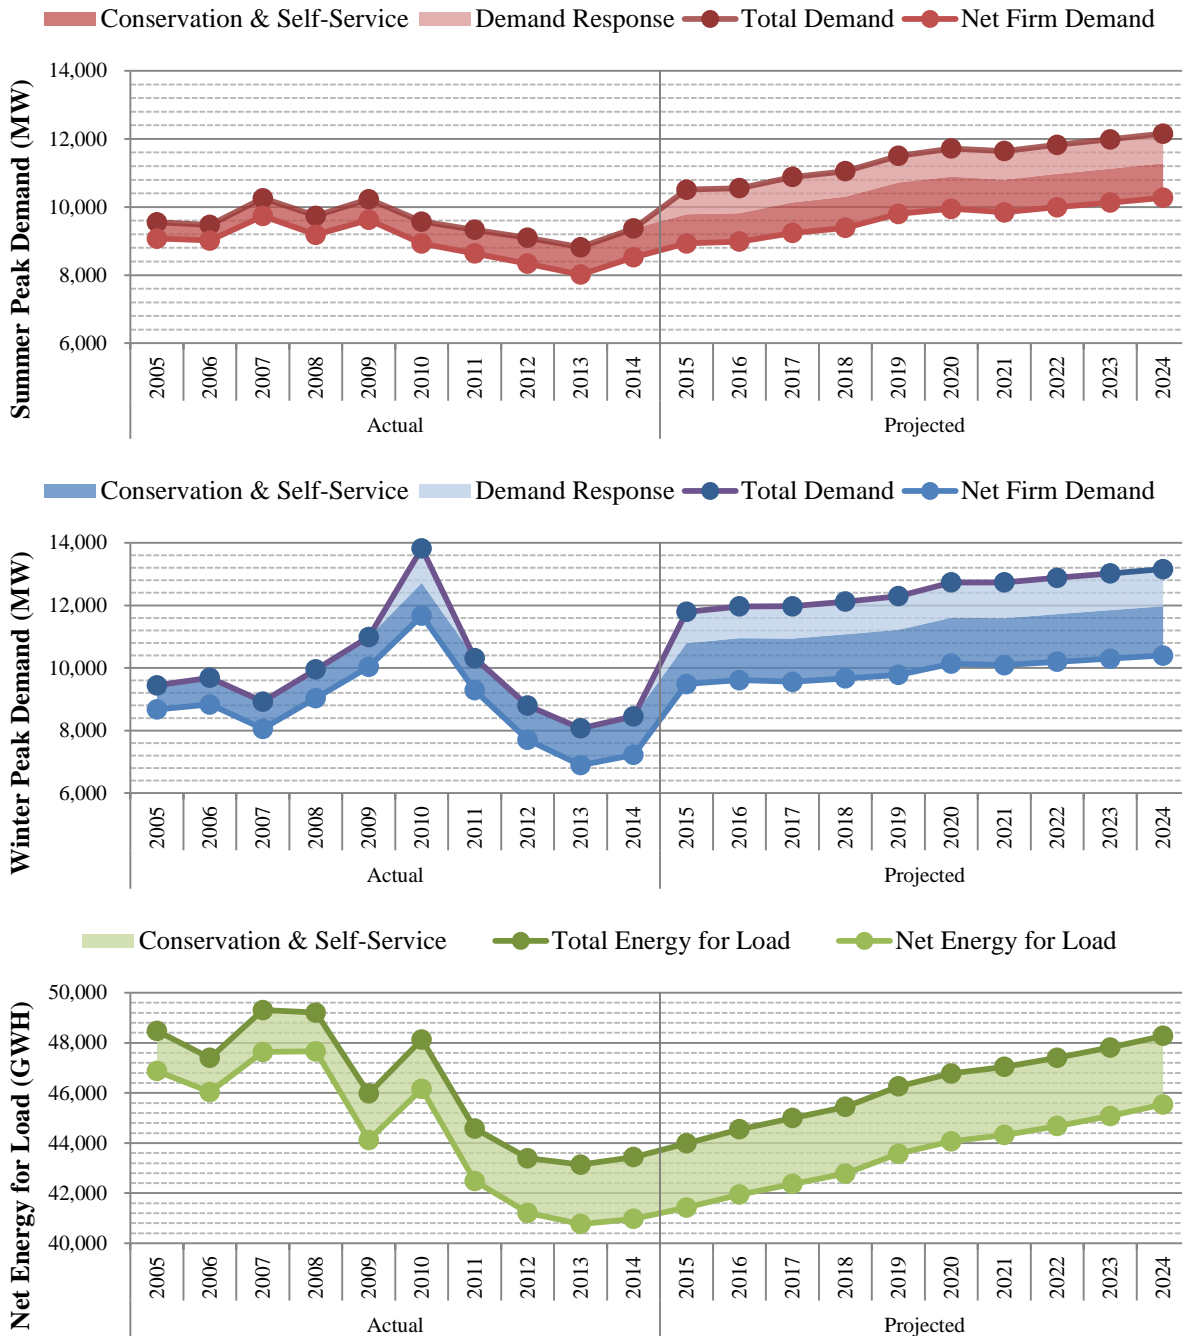 Conservation & Self-Service Demand Response Total Demand Net Firm Demand
Summer Peak Demand (MW)
14,000
12,000
10,000
8,000
6,000
2005 2006 2007 2008 2009 2010 2011 2012 2013 2014 2015 2016 2017 2018 2019 2020 2021 2022 2023 2024
Actual Projected
Conservation & Self-Service Demand Response Total Demand Net Firm Demand
Winter Peak Demand (MW)
14,000
12,000
10,000
8,000
6,000
2005 2006 2007 2008 2009 2010 2011 2012 2013 2014 2015 2016 2017 2018 2019 2020 2021 2022 2023 2024
Actual Projected
Conservation & Self-Service Total Energy for Load Net Energy for Load
Net Energy for Load (GWH)
50,000
48,000
46,000
44,000
42,000
40,000
2005 2006 2007 2008 2009 2010 2011 2012 2013 2014 2015 2016 2017 2018 2019 2020 2021 2022 2023 2024
Actual Projected